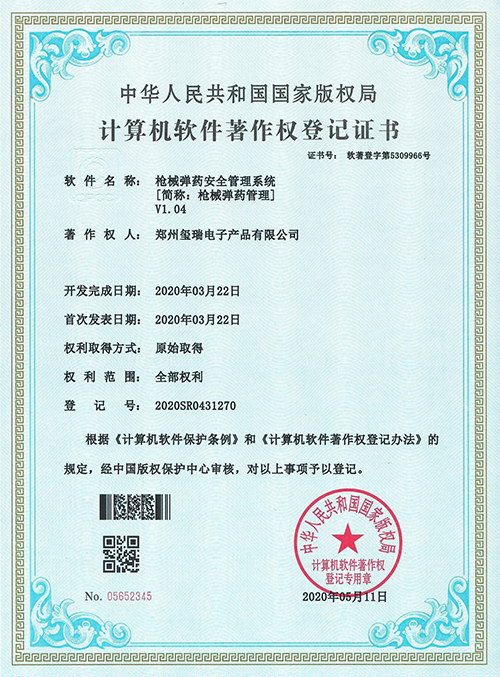 中华人民共和国国家版权局
计算机软件著作权登记证书
证书号： 软著登字第5309966号
软件名称： 枪械弹药安全管理系统
[简称：枪械弹药管理]
V1.04
著作权人： 郑州玺瑞电子产品有限公司
开发完成日期： 2020年03月22日
首次发表日期： 2020年03月22日
权利取得方式： 原始取得
权利范围： 全部权利
登记号： 2020SR0431270
根据《计算机软件保护条例》和《计算机软件著作权登记办法》的
规定，经中国版权保护中心审核，对以上事项予以登记。
中华人民共和国国家版权局
计算机软件著作权
登记专用章
No. 05652345
2020年05月11日